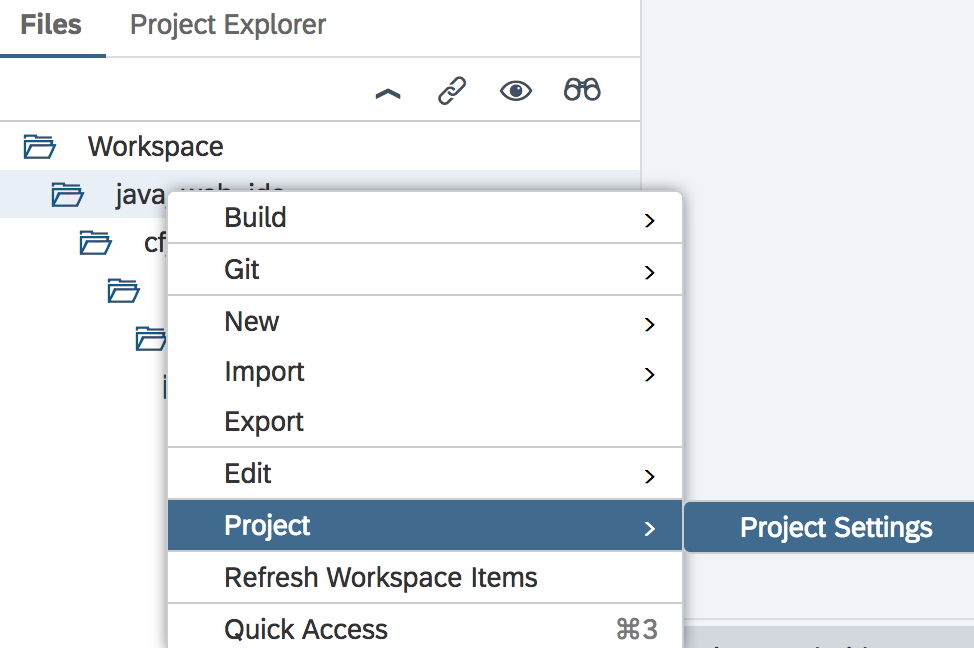 Files Project Explorer
Workspace
java
Build
Git
New
Import
Export
Edit
Project
Project Settings
Refresh Workspace Items
Quick Access ⌘3